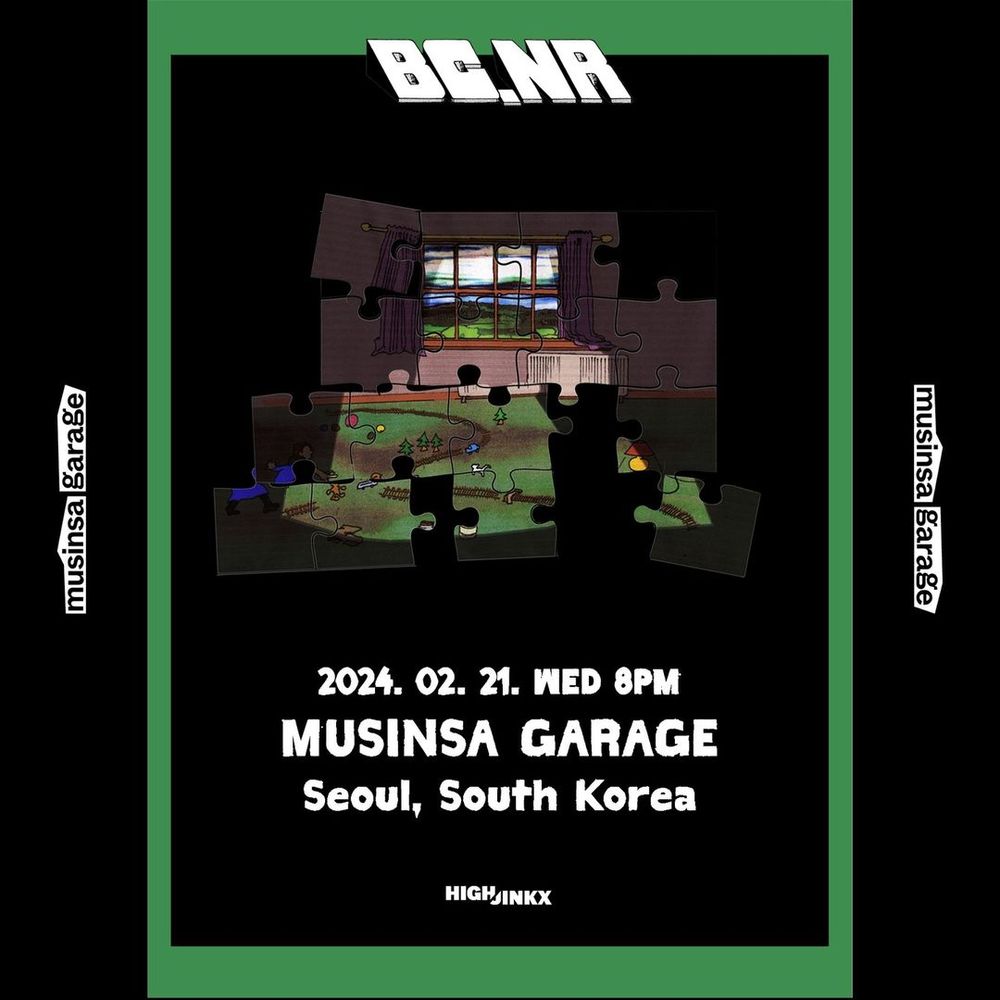 BC,NR
musinsa garage
musinsa garage
2024. 02. 21. WED 8PM
MUSINSA GARAGE
Seoul, South Korea
HIGHJINKX